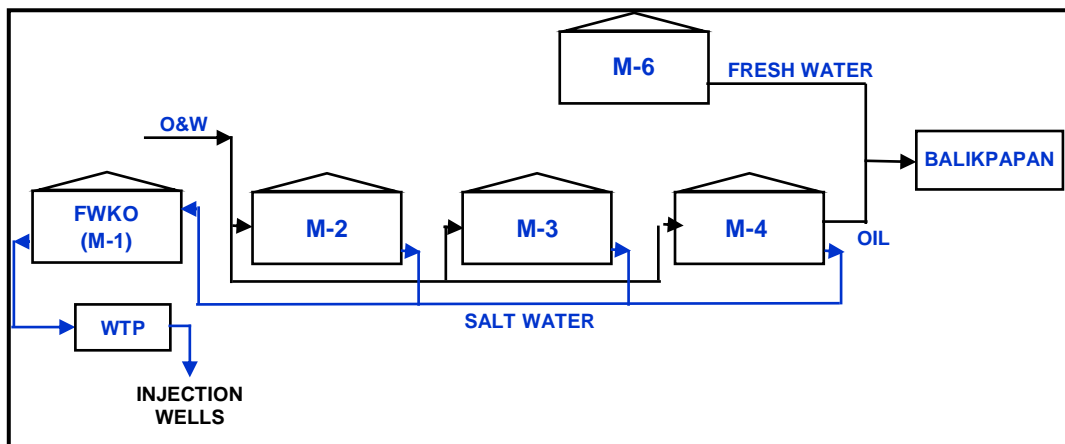 M-6
FRESH WATER
O&W
BALIKPAPAN
FWKO
(M-1)
M-2
M-3
M-4
OIL
SALT WATER
WTP
INJECTION
WELLS